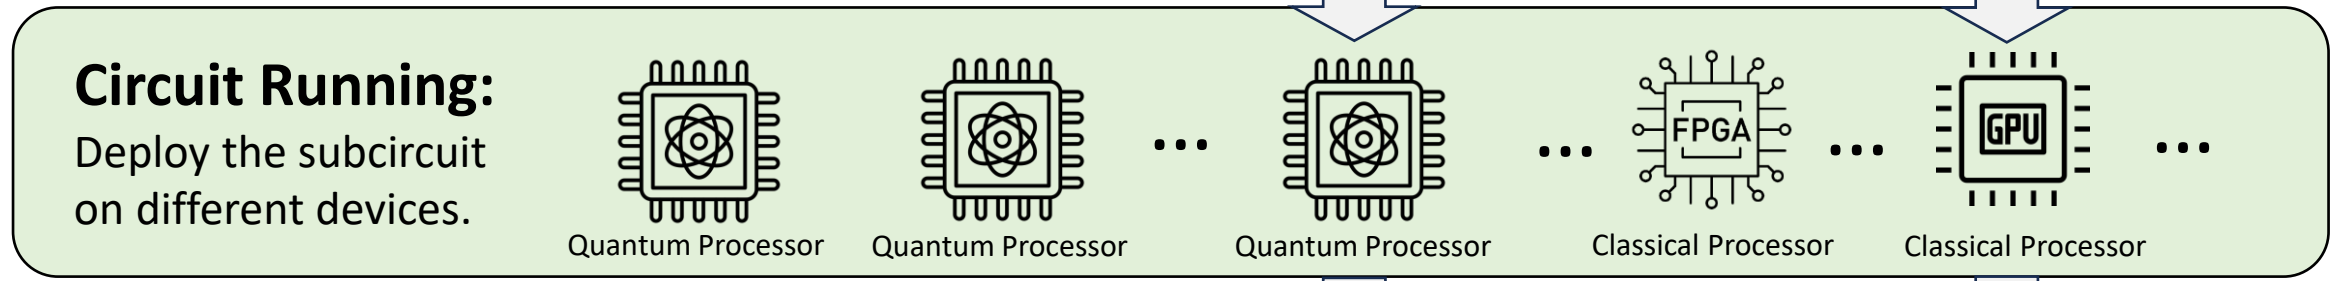 Circuit Running:
Deploy the subcircuit
on different devices.
... ... FPGA ... GPU ...
Quantum Processor Quantum Processor Quantum Processor Classical Processor Classical Processor